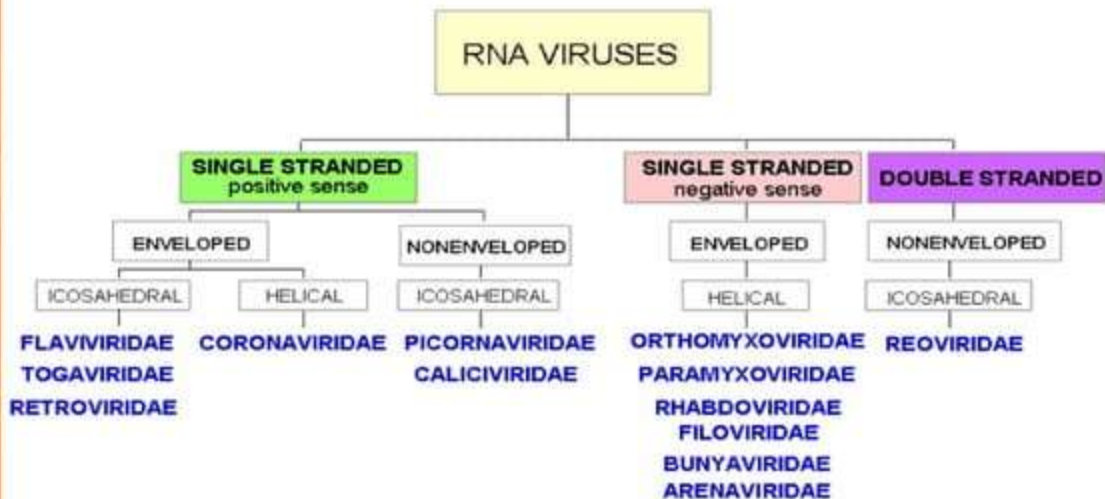 RNA VIRUSES
SINGLE STRANDED
positive sense
SINGLE STRANDED
negative sense
DOUBLE STRANDED
ENVELOPED
NONENVELOPED
ENVELOPED
NONENVELOPED
ICOSAHEDRAL
HELICAL
ICOSAHEDRAL
HELICAL
ICOSAHEDRAL
FLAVIVIRIDAE
TOGAVIRIDAE
RETROVIRIDAE
CORONAVIRIDAE
PICORNAVIRIDAE
CALICIVIRIDAE
ORTHOMYXOVIRIDAE
PARAMYXOVIRIDAE
RHABDOVIRIDAE
FILOVIRIDAE
BUNYAVIRIDAE
ARENAVIRIDAE
REOVIRIDAE